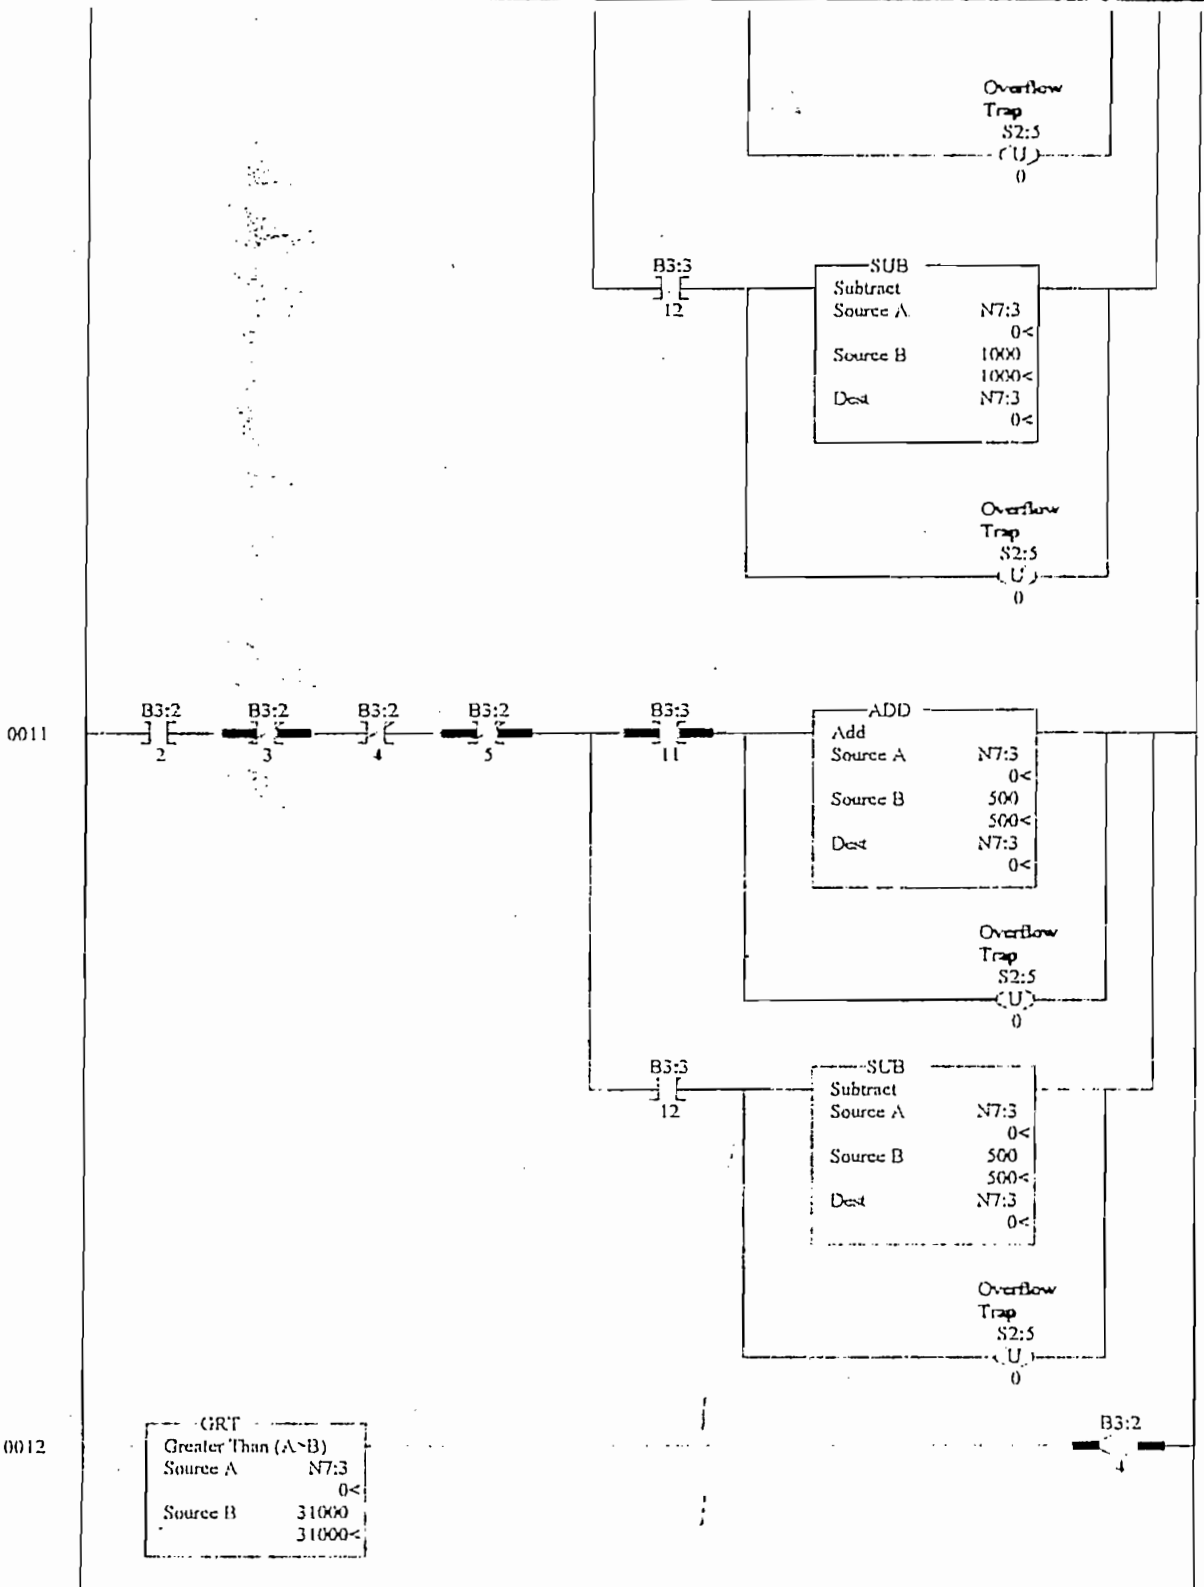 Overflow
Trap
S2:5
U
0
B3:3
12
SUB
Subtract
Source A N7:3
0<
Source B 1000
1000<
Dest N7:3
0<
Overflow
Trap
S2:5
U
0
0011
B3:2 B3:2 B3:2 B3:2 B3:3
2 3 4 5 11
ADD
Add
Source A N7:3
0<
Source B 500
500<
Dest N7:3
0<
Overflow
Trap
S2:5
U
0
B3:3
12
SUB
Subtract
Source A N7:3
0<
Source B 500
500<
Dest N7:3
0<
Overflow
Trap
S2:5
U
0
0012
GRT
Greater Than (A>B)
Source A N7:3
0<
Source B 31000
31000<
B3:2
4